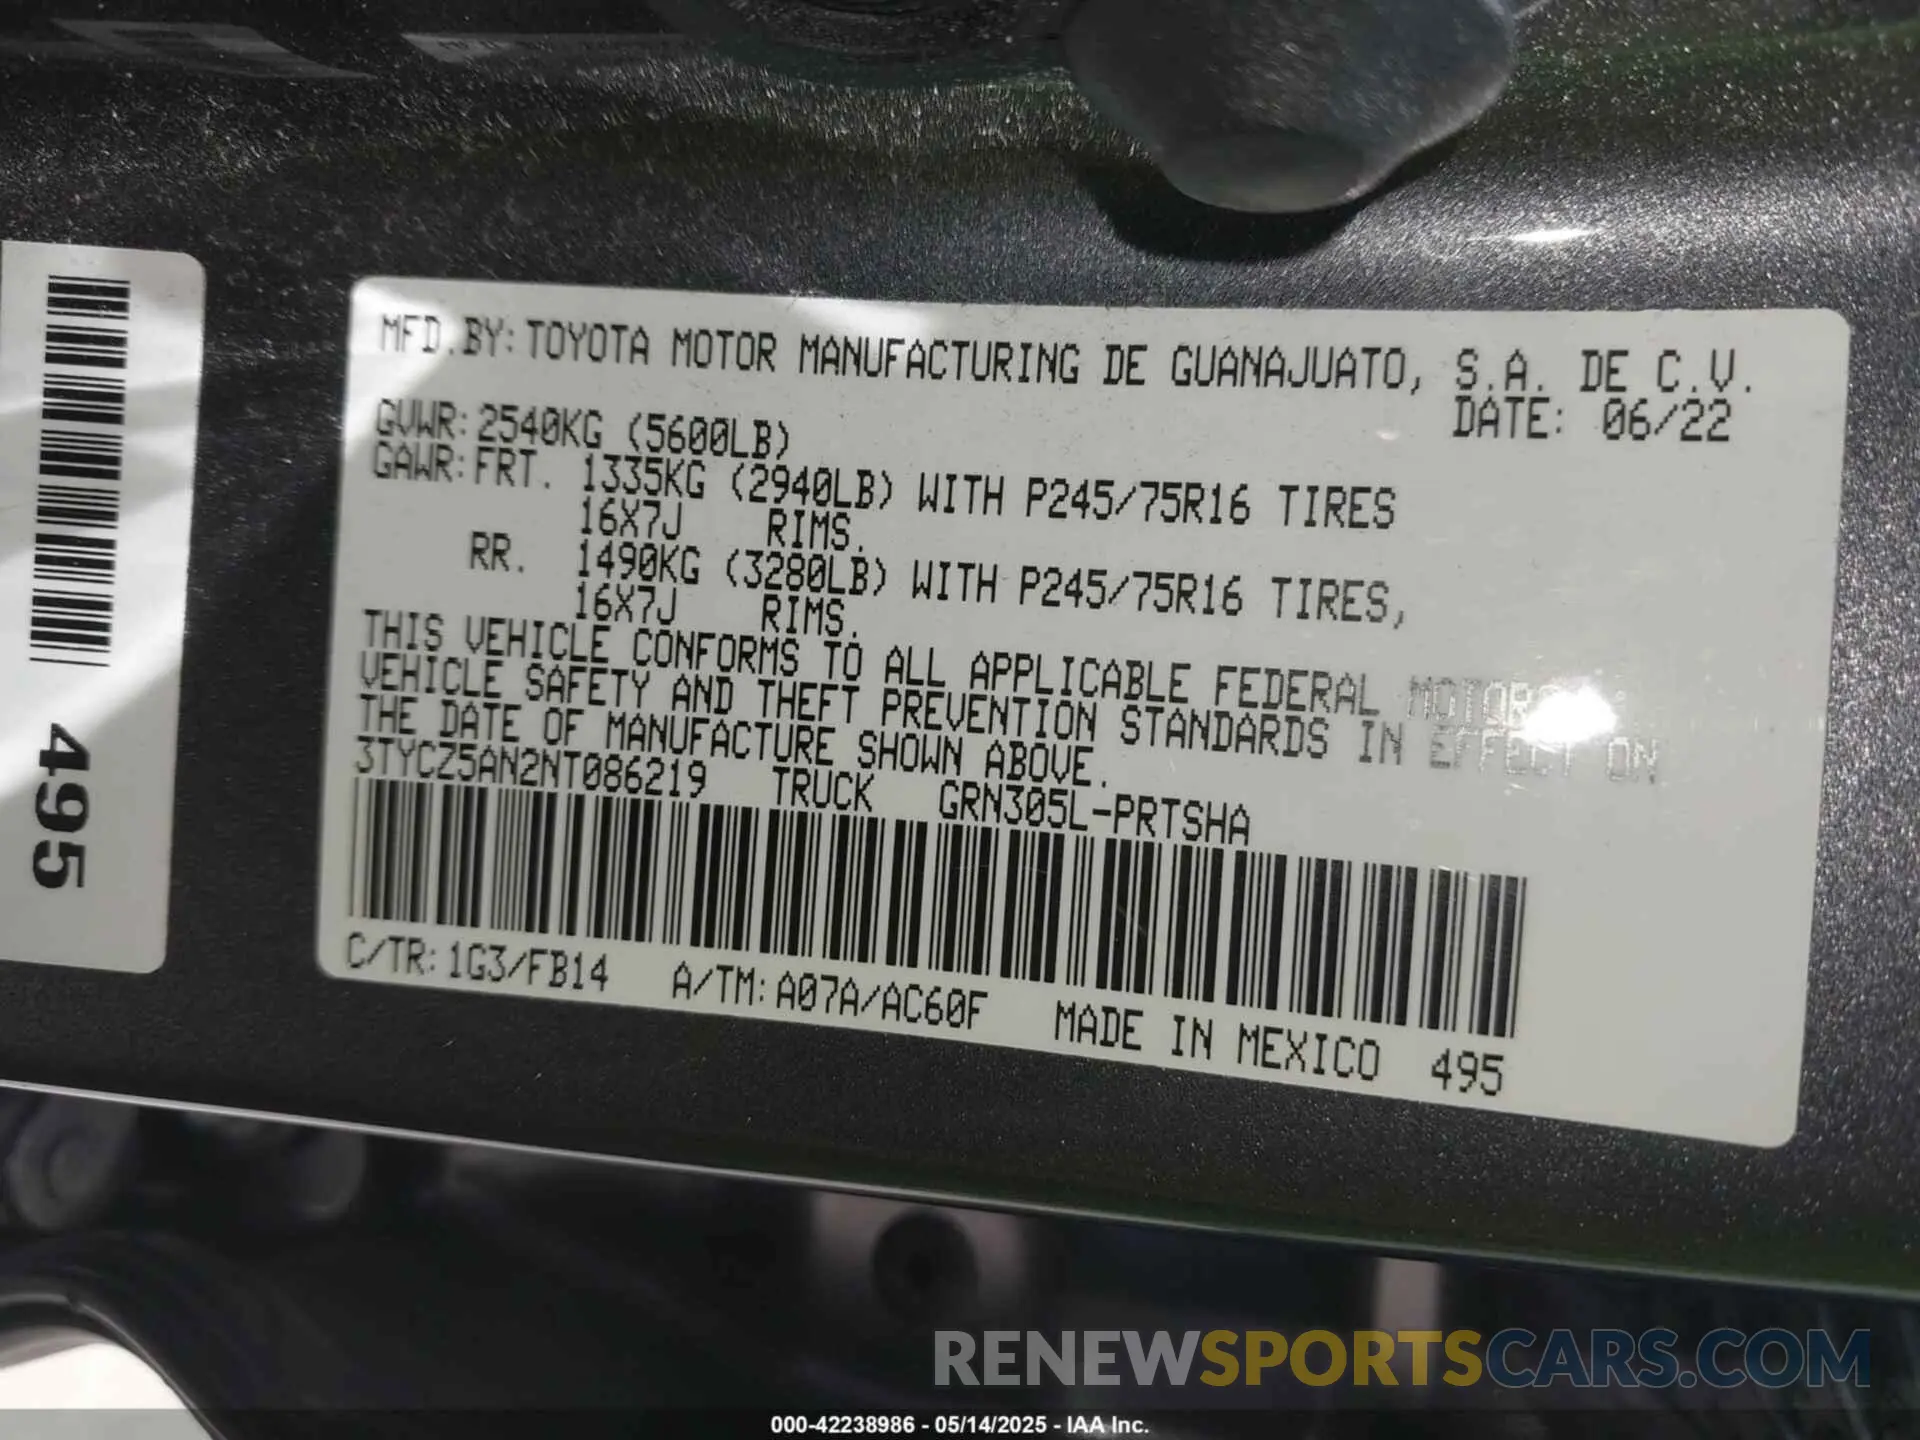 MFD.BY: TOYOTA MOTOR MANUFACTURING DE GUANAJUATO, S.A. DE C.V.
DATE: 06/22
GVWR: 2540KG (5600LB)
GAWR: FRT. 1335KG (2940LB) WITH P245/75R16 TIRES
16X7J RIMS.
RR. 1490KG (3280LB) WITH P245/75R16 TIRES,
16X7J RIMS.
THIS VEHICLE CONFORMS TO ALL APPLICABLE FEDERAL MOTOR
VEHICLE SAFETY AND THEFT PREVENTION STANDARDS IN EFFECT ON
THE DATE OF MANUFACTURE SHOWN ABOVE.
3TYCZ5AN2NT086219 TRUCK GRN305L-PRTSHA
C/TR: 1G3/FB14 A/TM: A07A/AC60F MADE IN MEXICO 495
495
RENEWSPORTSCARS.COM
000-42238986 - 05/14/2025 - IAA Inc.